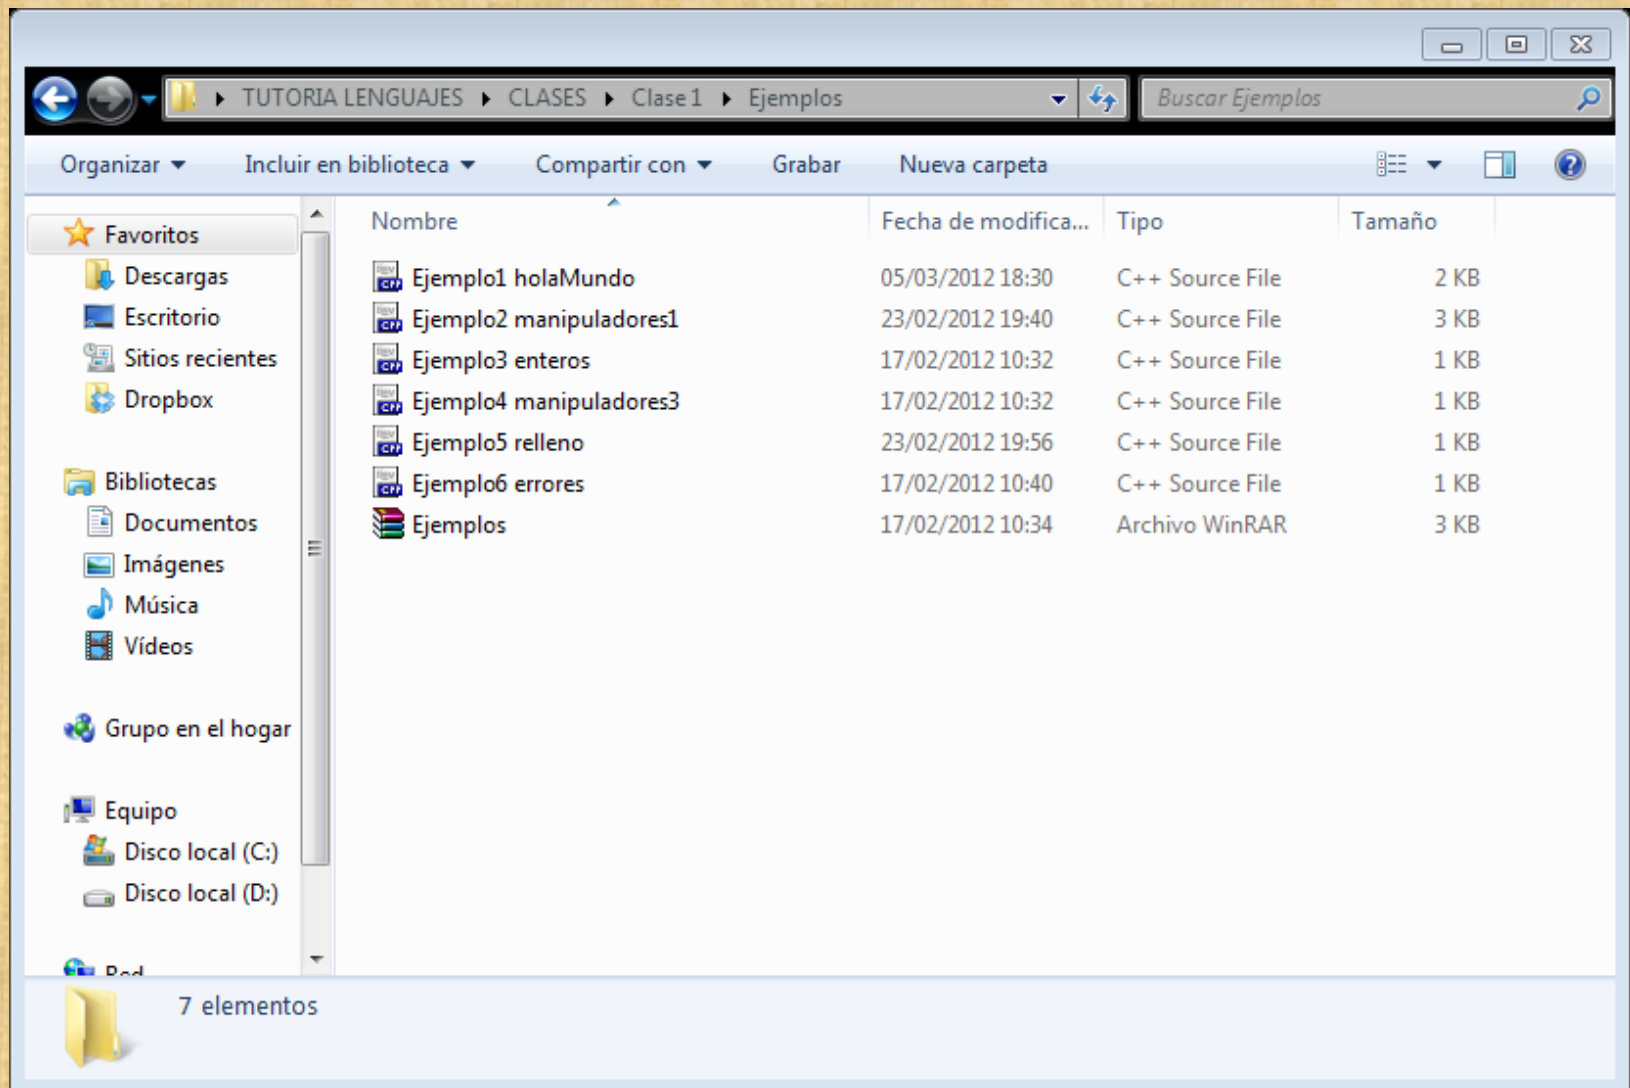 TUTORIA LENGUAJES CLASES Clase 1 Ejemplos Buscar Ejemplos
Organizar Incluir en biblioteca Compartir con Grabar Nueva carpeta
Favoritos
Descargas
Escritorio
Sitios recientes
Dropbox
Bibliotecas
Documentos
Imágenes
Música
Vídeos
Grupo en el hogar
Equipo
Disco local (C:)
Disco local (D:)
Red
Nombre Fecha de modifica... Tipo Tamaño
Ejemplo1 holaMundo 05/03/2012 18:30 C++ Source File 2 KB
Ejemplo2 manipuladores1 23/02/2012 19:40 C++ Source File 3 KB
Ejemplo3 enteros 17/02/2012 10:32 C++ Source File 1 KB
Ejemplo4 manipuladores3 17/02/2012 10:32 C++ Source File 1 KB
Ejemplo5 relleno 23/02/2012 19:56 C++ Source File 1 KB
Ejemplo6 errores 17/02/2012 10:40 C++ Source File 1 KB
Ejemplos 17/02/2012 10:34 Archivo WinRAR 3 KB
7 elementos